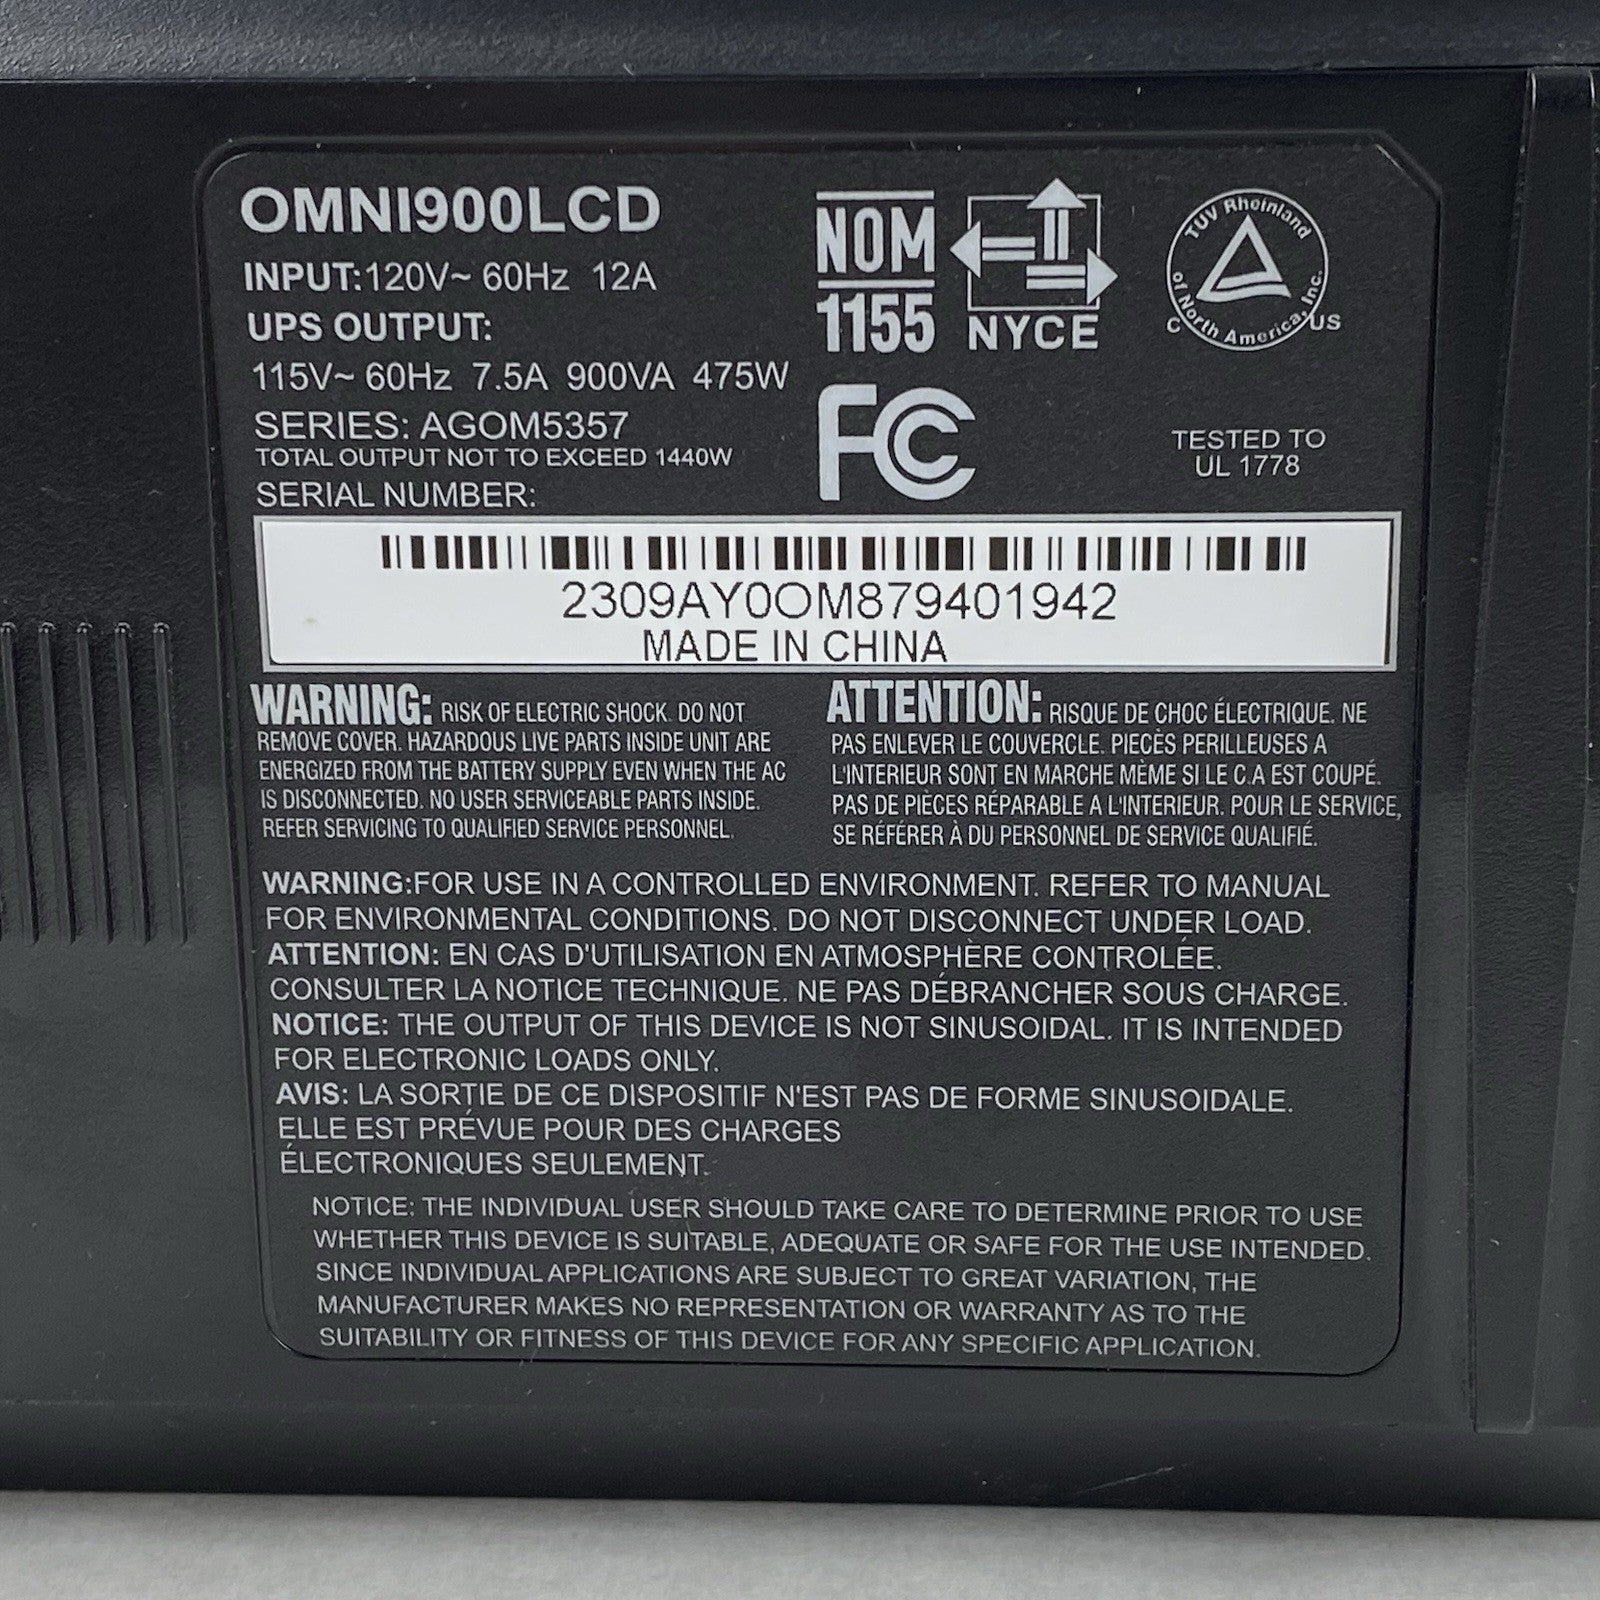 OMNI900LCD
INPUT:120V~ 60Hz 12A
UPS OUTPUT:
115V~ 60Hz 7.5A 900VA 475W
SERIES: AGOM5357
TOTAL OUTPUT NOT TO EXCEED 1440W
SERIAL NUMBER:
NOM
1155
NYCE
FC
TUV Rheinland
of North America, Inc.
C US
TESTED TO
UL 1778
2309AY0OM879401942
MADE IN CHINA
WARNING: RISK OF ELECTRIC SHOCK. DO NOT
REMOVE COVER. HAZARDOUS LIVE PARTS INSIDE UNIT ARE
ENERGIZED FROM THE BATTERY SUPPLY EVEN WHEN THE AC
IS DISCONNECTED. NO USER SERVICEABLE PARTS INSIDE.
REFER SERVICING TO QUALIFIED SERVICE PERSONNEL.
ATTENTION: RISQUE DE CHOC ÉLECTRIQUE. NE
PAS ENLEVER LE COUVERCLE. PIECÈS PERILLEUSES A
L'INTERIEUR SONT EN MARCHE MÈME SI LE C.A EST COUPÉ.
PAS DE PIÈCES RÉPARABLE A L'INTERIEUR. POUR LE SERVICE,
SE RÉFÉRER À DU PERSONNEL DE SERVICE QUALIFIÉ.
WARNING:FOR USE IN A CONTROLLED ENVIRONMENT. REFER TO MANUAL
FOR ENVIRONMENTAL CONDITIONS. DO NOT DISCONNECT UNDER LOAD.
ATTENTION: EN CAS D'UTILISATION EN ATMOSPHÈRE CONTROLÉE.
CONSULTER LA NOTICE TECHNIQUE. NE PAS DÉBRANCHER SOUS CHARGE.
NOTICE: THE OUTPUT OF THIS DEVICE IS NOT SINUSOIDAL. IT IS INTENDED
FOR ELECTRONIC LOADS ONLY.
AVIS: LA SORTIE DE CE DISPOSITIF N'EST PAS DE FORME SINUSOIDALE.
ELLE EST PRÉVUE POUR DES CHARGES
ÉLECTRONIQUES SEULEMENT.
NOTICE: THE INDIVIDUAL USER SHOULD TAKE CARE TO DETERMINE PRIOR TO USE
WHETHER THIS DEVICE IS SUITABLE, ADEQUATE OR SAFE FOR THE USE INTENDED.
SINCE INDIVIDUAL APPLICATIONS ARE SUBJECT TO GREAT VARIATION, THE
MANUFACTURER MAKES NO REPRESENTATION OR WARRANTY AS TO THE
SUITABILITY OR FITNESS OF THIS DEVICE FOR ANY SPECIFIC APPLICATION.